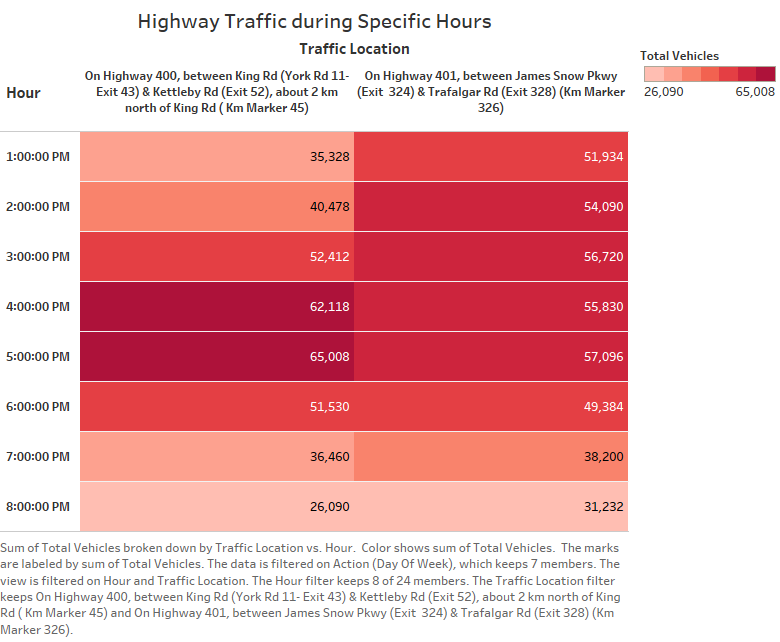 Highway Traffic during Specific Hours
Traffic Location
Total Vehicles
26,090 65,008
Hour
On Highway 400, between King Rd (York Rd 11-
Exit 43) & Kettleby Rd (Exit 52), about 2 km
north of King Rd ( Km Marker 45)
On Highway 401, between James Snow Pkwy
(Exit  324) & Trafalgar Rd (Exit 328) (Km Marker
326)
1:00:00 PM 35,328 51,934
2:00:00 PM 40,478 54,090
3:00:00 PM 52,412 56,720
4:00:00 PM 62,118 55,830
5:00:00 PM 65,008 57,096
6:00:00 PM 51,530 49,384
7:00:00 PM 36,460 38,200
8:00:00 PM 26,090 31,232
Sum of Total Vehicles broken down by Traffic Location vs. Hour.  Color shows sum of Total Vehicles.  The marks
are labeled by sum of Total Vehicles. The data is filtered on Action (Day Of Week), which keeps 7 members. The
view is filtered on Hour and Traffic Location. The Hour filter keeps 8 of 24 members. The Traffic Location filter
keeps On Highway 400, between King Rd (York Rd 11- Exit 43) & Kettleby Rd (Exit 52), about 2 km north of King
Rd ( Km Marker 45) and On Highway 401, between James Snow Pkwy (Exit  324) & Trafalgar Rd (Exit 328) (Km
Marker 326).